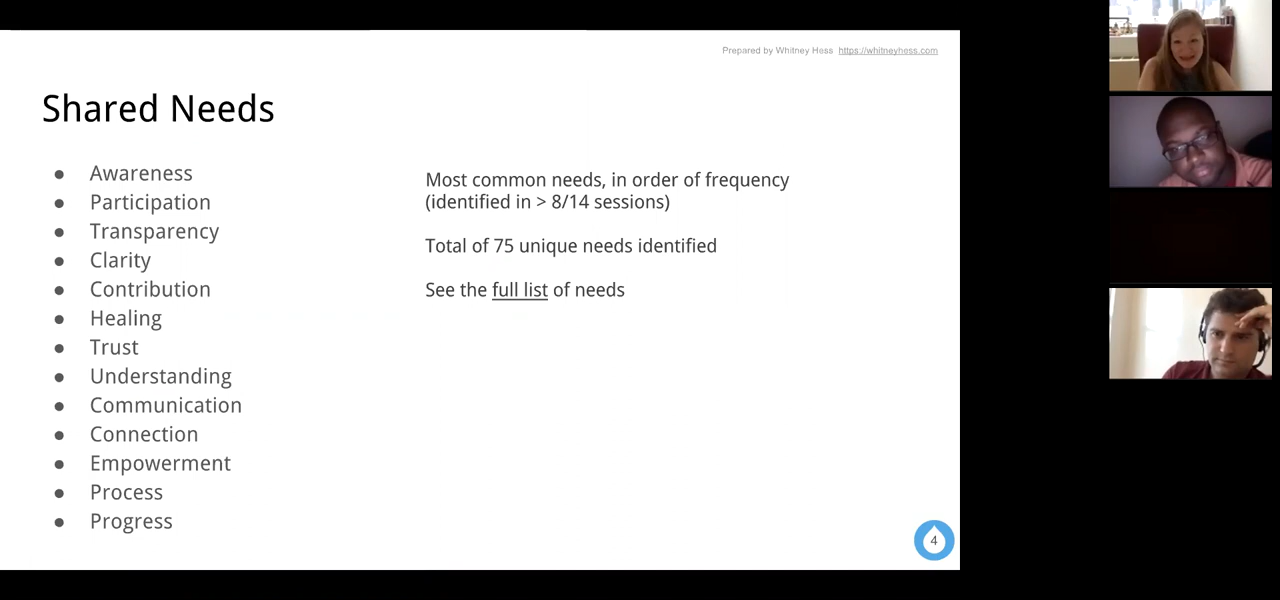 Prepared by Whitney Hess https://whitneyhess.com
Shared Needs
● Awareness
● Participation
● Transparency
● Clarity
● Contribution
● Healing
● Trust
● Understanding
● Communication
● Connection
● Empowerment
● Process
● Progress
Most common needs, in order of frequency
(identified in > 8/14 sessions)
Total of 75 unique needs identified
See the full list of needs
4